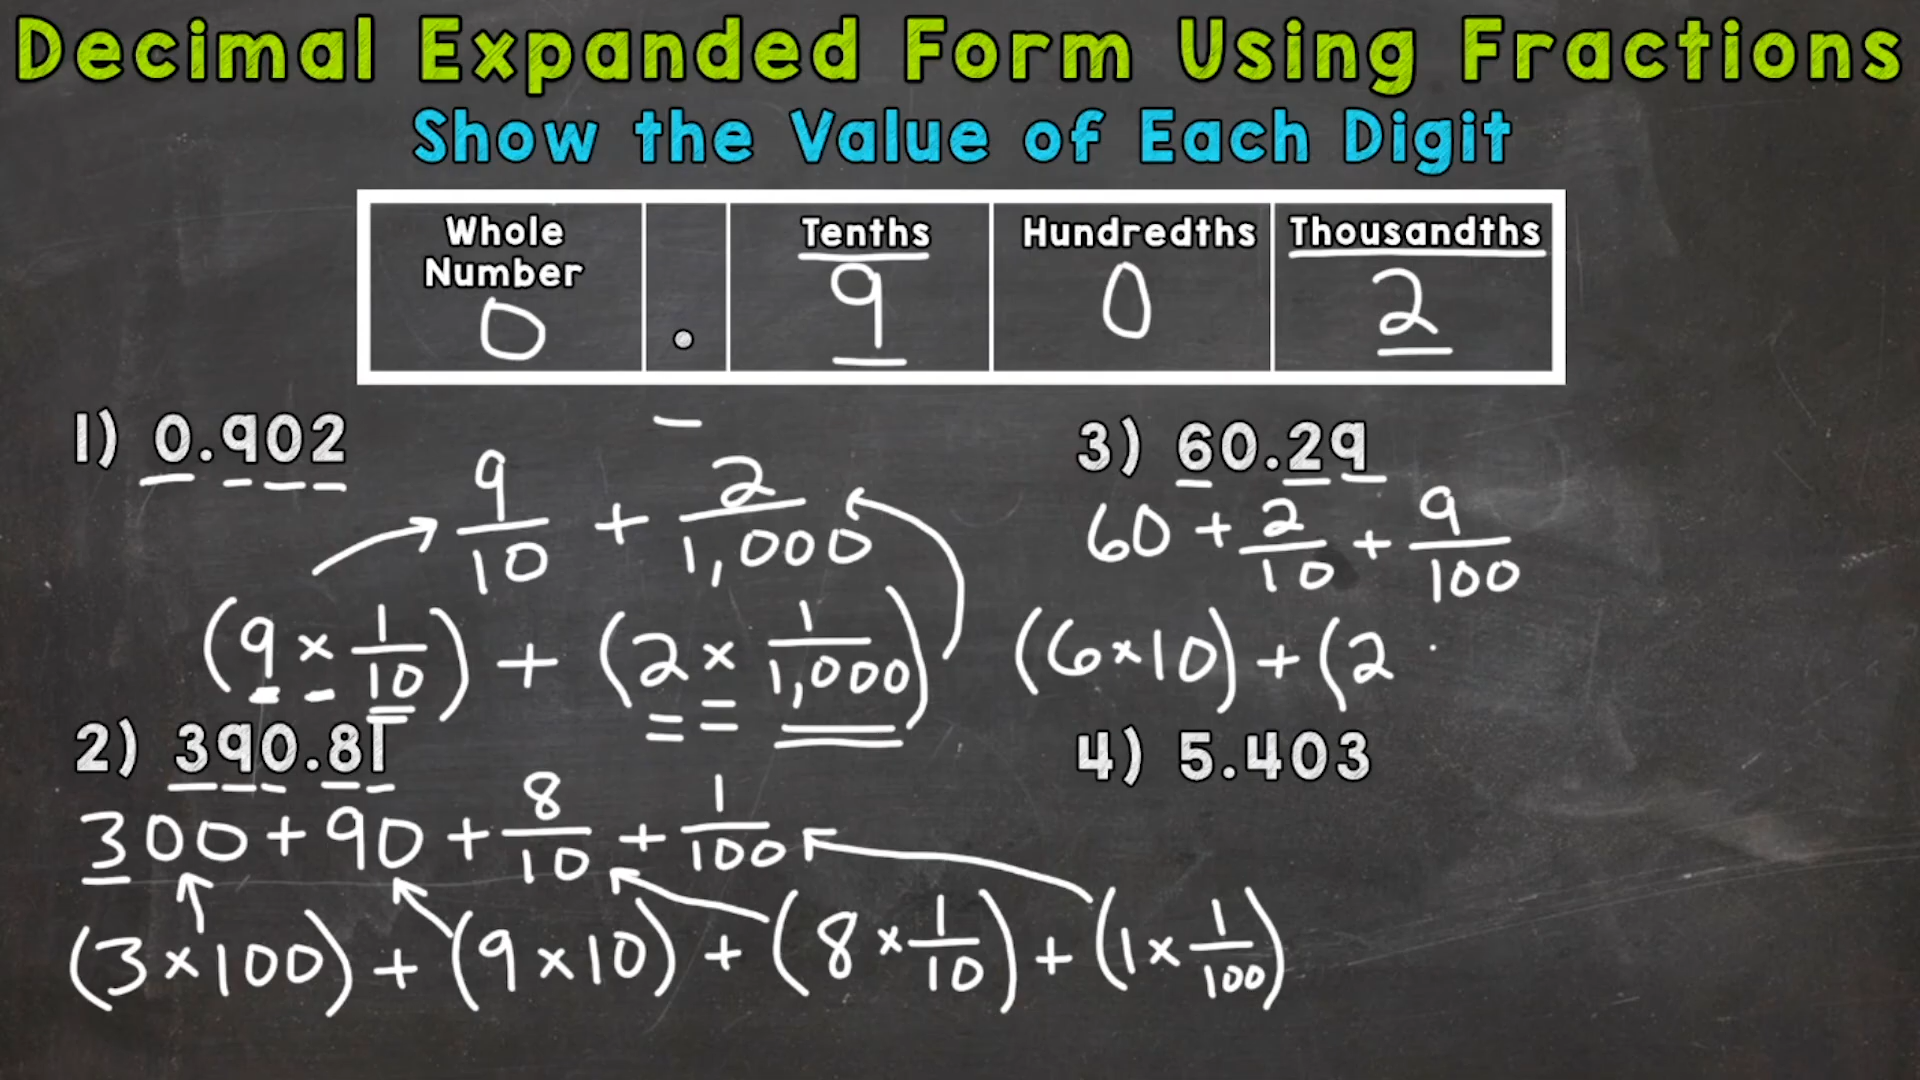 Decimal Expanded Form Using Fractions
Show the Value of Each Digit
Whole Number . Tenths Hundredths Thousandths
0 . 9 0 2
1) 0.902
9/10 + 2/1,000
(9 × 1/10) + (2 × 1/1,000)
2) 390.81
300 + 90 + 8/10 + 1/100
(3 × 100) + (9 × 10) + (8 × 1/10) + (1 × 1/100)
3) 60.29
60 + 2/10 + 9/100
(6 × 10) + (2 ·
4) 5.403